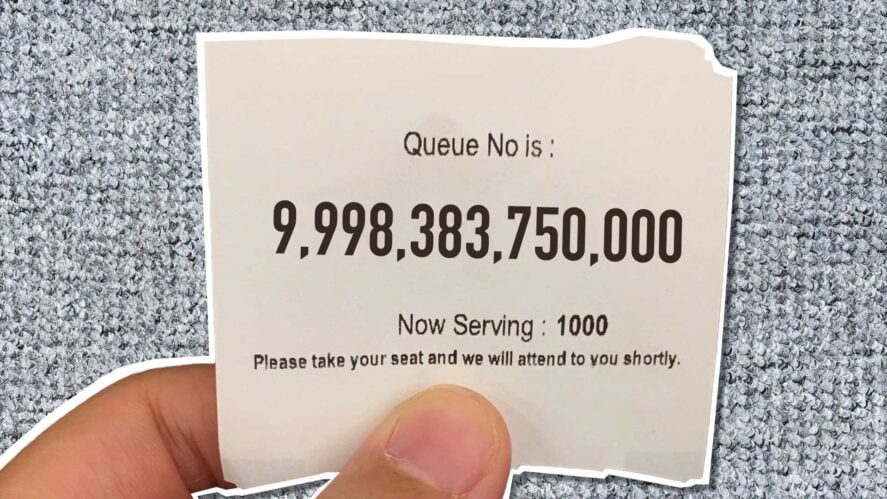 Queue No is :
9,998,383,750,000
Now Serving : 1000
Please take your seat and we will attend to you shortly.